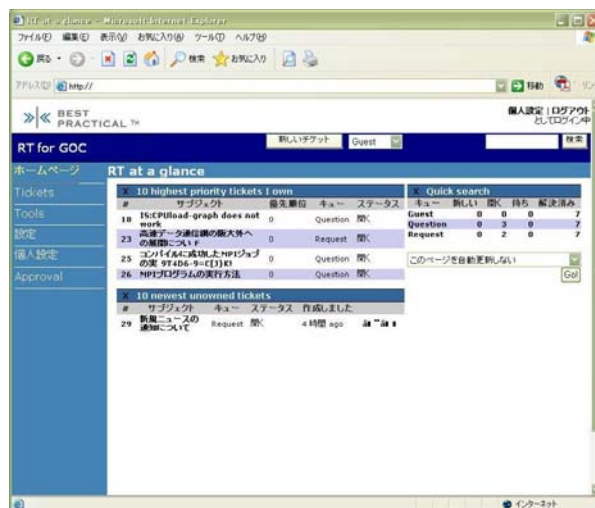 RT at a glance - Microsoft Internet Explorer
ファイル(F) 編集(E) 表示(V) お気に入り(A) ツール(T) ヘルプ(H)
戻る 検索 お気に入り
アドレス(D) http:// 移動
BEST
PRACTICAL ™
個人設定 | ログアウト
としてログイン中
RT for GOC
新しいチケット Guest 検索
ホームページ
Tickets
Tools
設定
個人設定
Approval
RT at a glance
X 10 highest priority tickets I own
# サブジェクト 優先順位 キュー ステータス
18 IS:CPUload-graph does not work 0 Question 開く
23 高速データ通信網の阪大外への展開につい 0 Request 開く
25 コンパイルに成功したMPIジョブの実 9T4D6-9=C[J}K! 0 Question 開く
26 MPIプログラムの実行方法 0 Question 開く
X 10 newest unowned tickets
# サブジェクト キュー ステータス 作成しました
29 新規ニュースの通知について Request 開く 4 時間 ago
X Quick search
キュー 新しい 開く 待ち 解決済み
Guest 0 0 0 7
Question 0 3 0 7
Request 0 2 0 7
このページを自動更新しない
Go!
インターネット